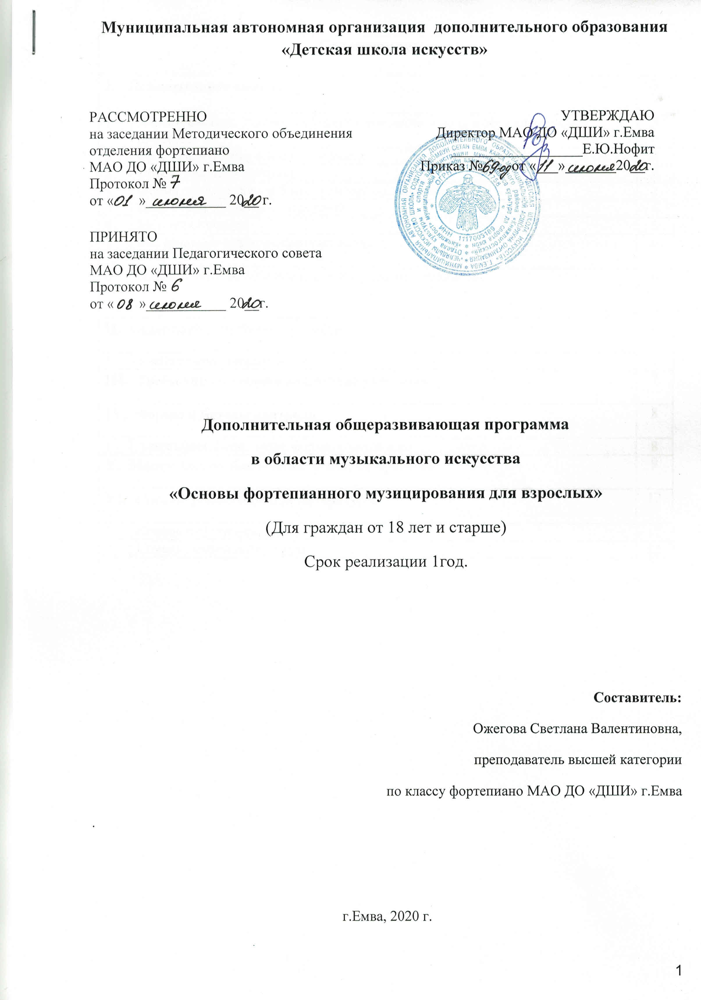 Муниципальная автономная организация дополнительного образования
«Детская школа искусств»
РАССМОТРЕННО
на заседании Методического объединения
отделения фортепиано
МАО ДО «ДШИ» г.Емва
Протокол № 7
от «01 » июня 2020 г.
ПРИНЯТО
на заседании Педагогического совета
МАО ДО «ДШИ» г.Емва
Протокол № 6
от « 08 » июня 2020г.
УТВЕРЖДАЮ
Директор МАО ДО «ДШИ» г.Емва
Е.Ю.Нофит
Приказ №69-од от «11 » июня 2020г.
ИНН 1117003189
Дополнительная общеразвивающая программа
в области музыкального искусства
«Основы фортепианного музицирования для взрослых»
(Для граждан от 18 лет и старше)
Срок реализации 1год.
Составитель:
Ожегова Светлана Валентиновна,
преподаватель высшей категории
по классу фортепиано МАО ДО «ДШИ» г.Емва
г.Емва, 2020 г.
1